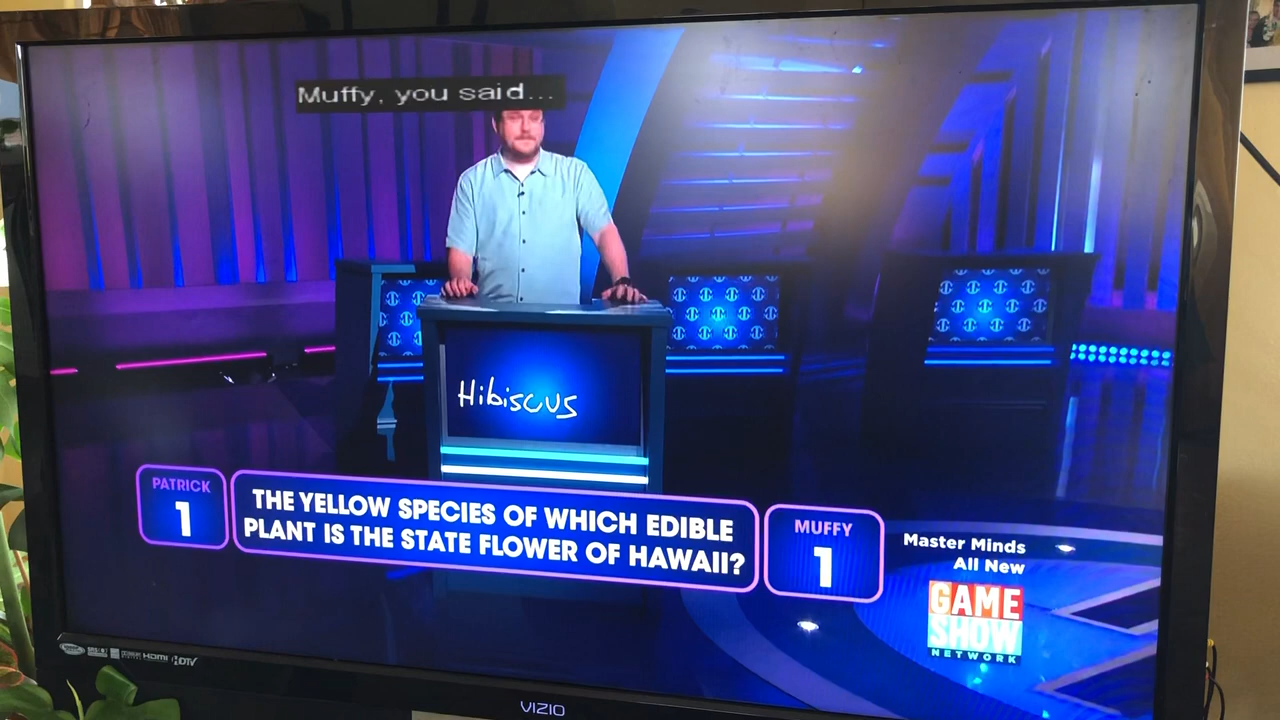 Muffy, you said...
Hibiscus
PATRICK
1
THE YELLOW SPECIES OF WHICH EDIBLE
PLANT IS THE STATE FLOWER OF HAWAII?
MUFFY
1
Master Minds
All New
GAME
SHOW
NETWORK
HDMI
HDTV
VIZIO